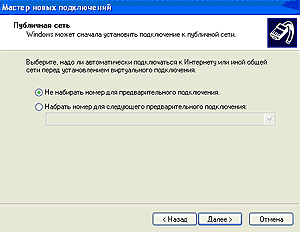 Мастер новых подключений
Публичная сеть
Windows может сначала установить подключение к публичной сети.
Выберите, надо ли автоматически подключаться к Интернету или иной общей
сети перед установлением виртуального подключения.
Не набирать номер для предварительного подключения.
Набрать номер для следующего предварительного подключения:
< Назад
Далее >
Отмена